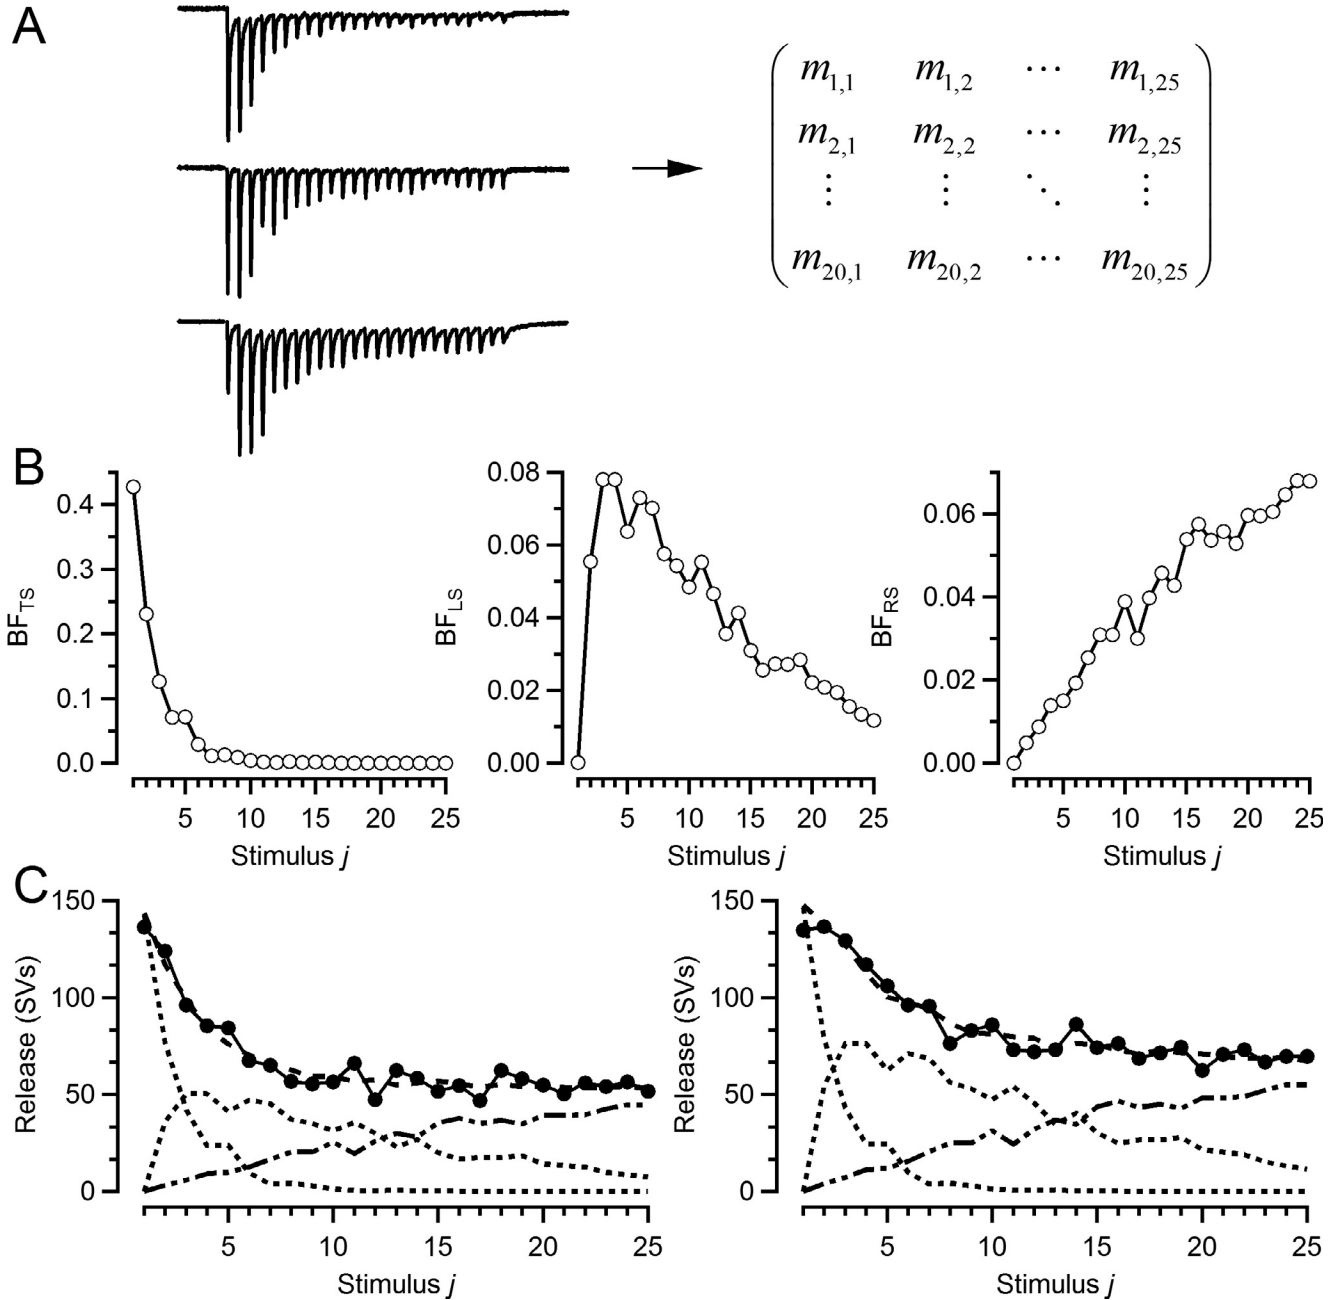 A
m1,1 m1,2 ⋯ m1,25
m2,1 m2,2 ⋯ m2,25
⋮ ⋮ ⋱ ⋮
m20,1 m20,2 ⋯ m20,25
B
BFTS
0.4
0.3
0.2
0.1
0.0
5 10 15 20 25
Stimulus j
BFLS
0.08
0.06
0.04
0.02
0.00
5 10 15 20 25
Stimulus j
BFRS
0.06
0.04
0.02
0.00
5 10 15 20 25
Stimulus j
C
Release (SVs)
150
100
50
0
5 10 15 20 25
Stimulus j
Release (SVs)
150
100
50
0
5 10 15 20 25
Stimulus j